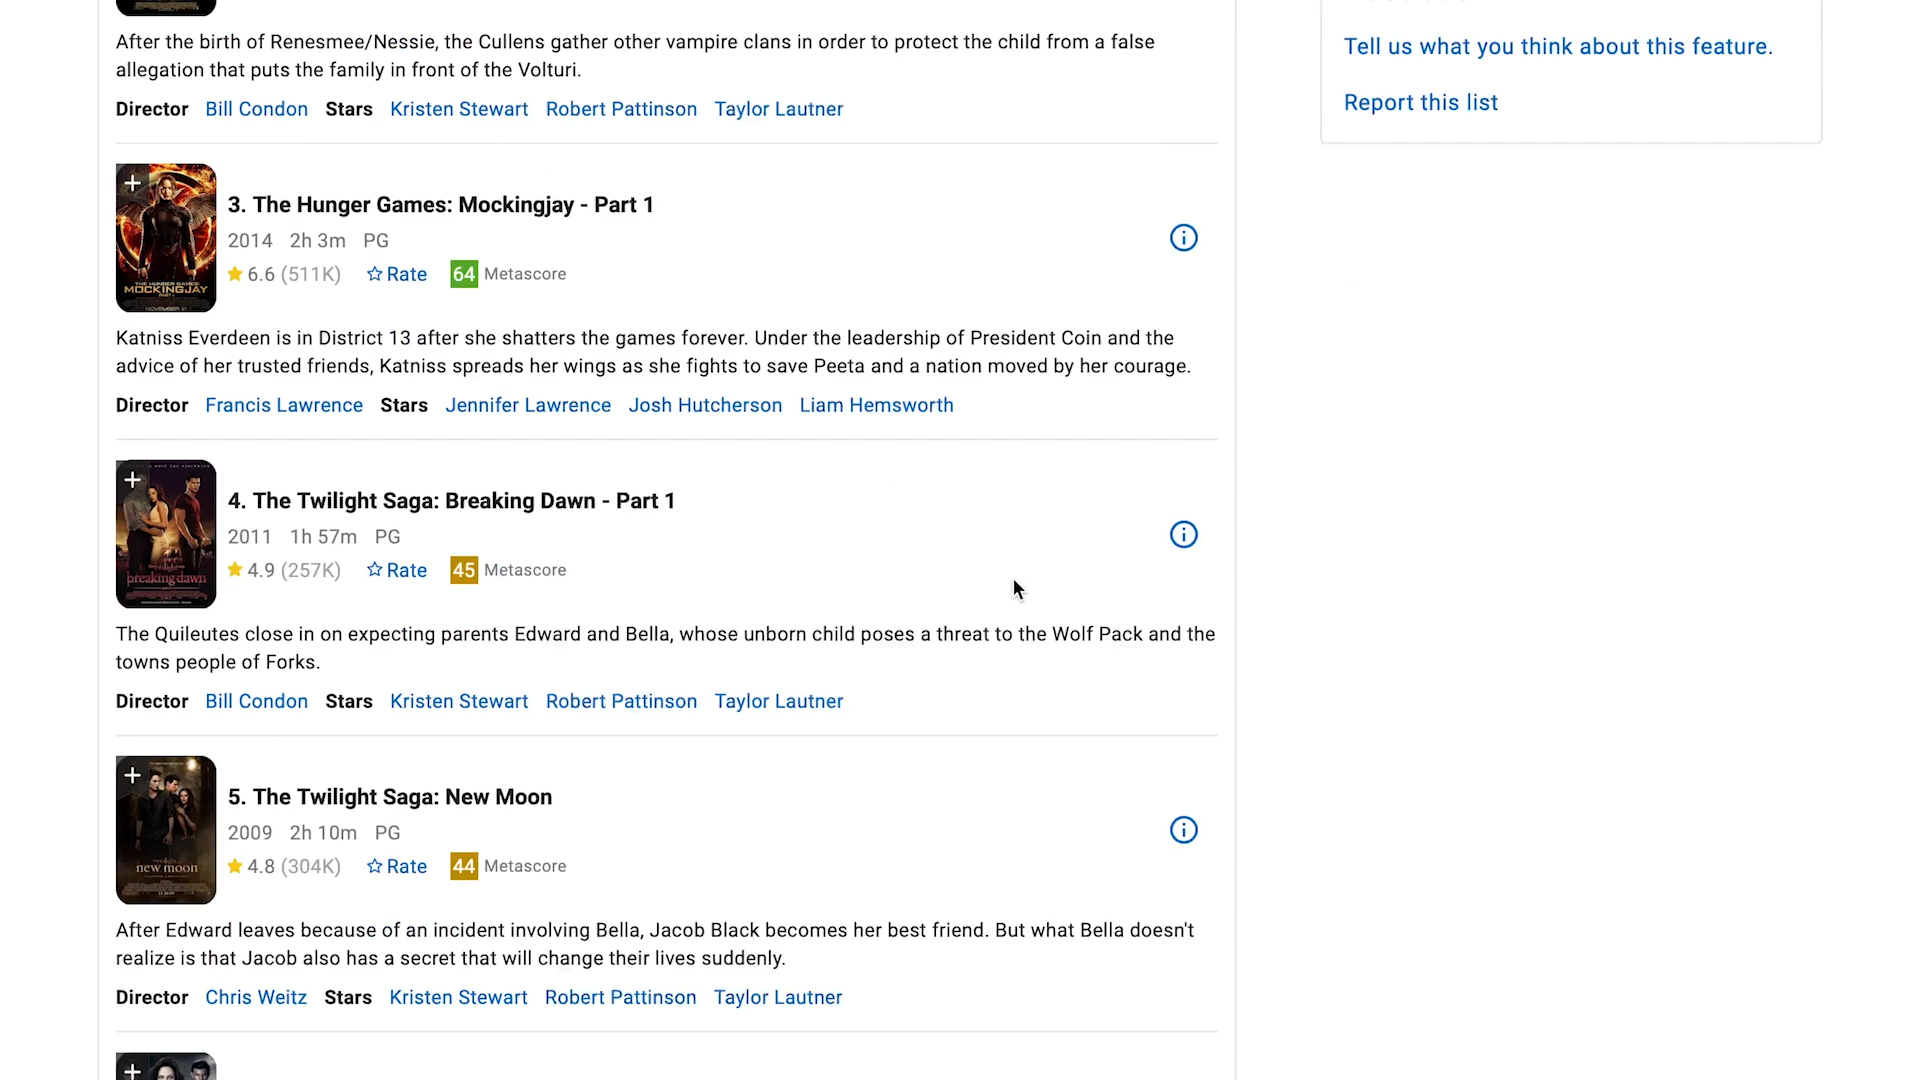 After the birth of Renesmee/Nessie, the Cullens gather other vampire clans in order to protect the child from a false
allegation that puts the family in front of the Volturi.
Director Bill Condon Stars Kristen Stewart Robert Pattinson Taylor Lautner
Tell us what you think about this feature.
Report this list
3. The Hunger Games: Mockingjay - Part 1
2014 2h 3m PG
6.6 (511K) Rate 64 Metascore
THE HUNGER GAMES
MOCKINGJAY
PART 1
NOVEMBER 21
Katniss Everdeen is in District 13 after she shatters the games forever. Under the leadership of President Coin and the
advice of her trusted friends, Katniss spreads her wings as she fights to save Peeta and a nation moved by her courage.
Director Francis Lawrence Stars Jennifer Lawrence Josh Hutcherson Liam Hemsworth
4. The Twilight Saga: Breaking Dawn - Part 1
2011 1h 57m PG
4.9 (257K) Rate 45 Metascore
breaking dawn
The Quileutes close in on expecting parents Edward and Bella, whose unborn child poses a threat to the Wolf Pack and the
towns people of Forks.
Director Bill Condon Stars Kristen Stewart Robert Pattinson Taylor Lautner
5. The Twilight Saga: New Moon
2009 2h 10m PG
4.8 (304K) Rate 44 Metascore
new moon
After Edward leaves because of an incident involving Bella, Jacob Black becomes her best friend. But what Bella doesn't
realize is that Jacob also has a secret that will change their lives suddenly.
Director Chris Weitz Stars Kristen Stewart Robert Pattinson Taylor Lautner